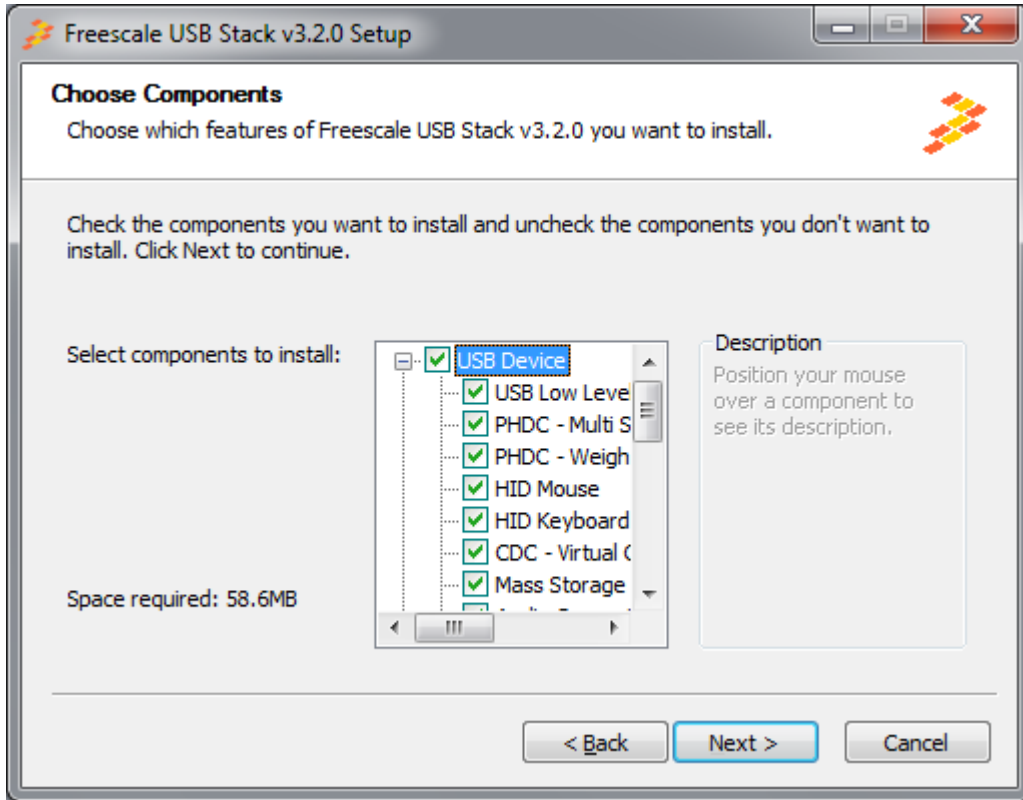 Freescale USB Stack v3.2.0 Setup
Choose Components
Choose which features of Freescale USB Stack v3.2.0 you want to install.
Check the components you want to install and uncheck the components you don't want to
install. Click Next to continue.
Select components to install:
USB Device
USB Low Leve
PHDC - Multi S
PHDC - Weigh
HID Mouse
HID Keyboard
CDC - Virtual
Mass Storage
Description
Position your mouse
over a component to
see its description.
Space required: 58.6MB
< Back
Next >
Cancel